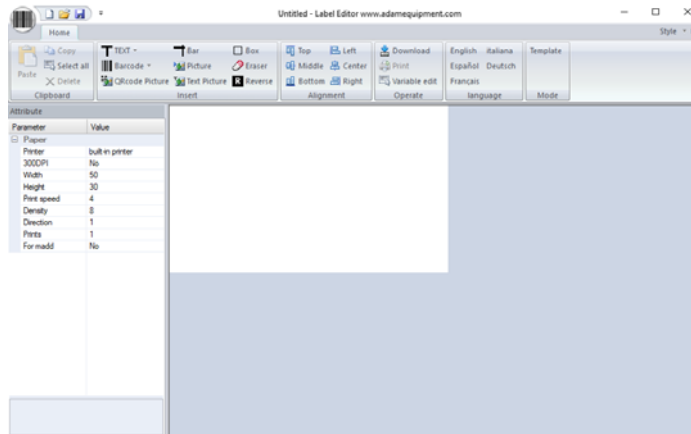 Untitled - Label Editor www.adamequipment.com
Home
Style
Paste
Copy
Select all
Delete
Clipboard
TEXT
Barcode
QRcode Picture
Bar
Picture
Text Picture
Box
Eraser
Reverse
Insert
Top
Middle
Bottom
Left
Center
Right
Alignment
Download
Print
Variable edit
Operate
English
italiana
Español
Deutsch
Français
language
Template
Mode
Attribute
Parameter Value
Paper
Printer built-in printer
300DPI No
Width 50
Height 30
Print speed 4
Density 8
Direction 1
Prints 1
For madd No